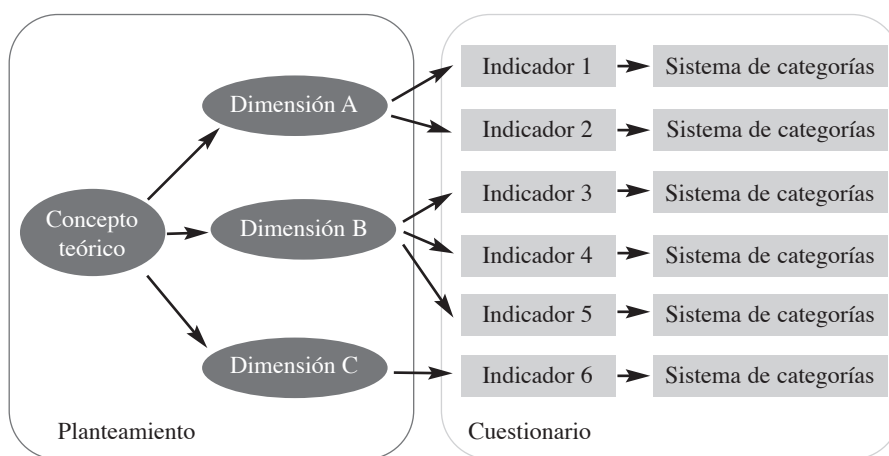 Concepto
teórico
Dimensión A
Dimensión B
Dimensión C
Planteamiento
Indicador 1
Sistema de categorías
Indicador 2
Sistema de categorías
Indicador 3
Sistema de categorías
Indicador 4
Sistema de categorías
Indicador 5
Sistema de categorías
Indicador 6
Sistema de categorías
Cuestionario